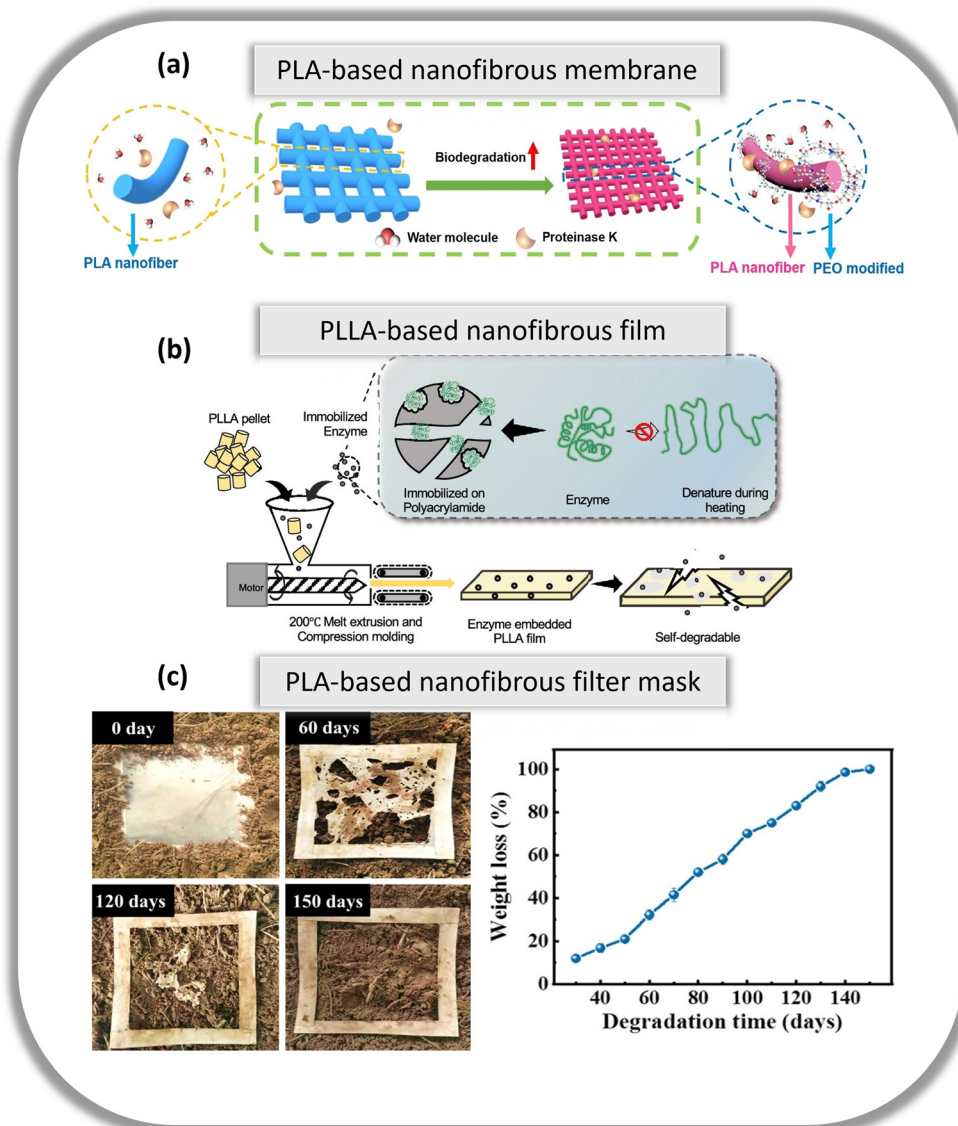 (a)
PLA-based nanofibrous membrane
Biodegradation
Water molecule
Proteinase K
PLA nanofiber
PLA nanofiber
PEO modified
(b)
PLLA-based nanofibrous film
PLLA pellet
Immobilized
Enzyme
Immobilized on
Polyacrylamide
Enzyme
Denature during
heating
Motor
200℃ Melt extrusion and
Compression molding
Enzyme embedded
PLLA film
Self-degradable
(c)
PLA-based nanofibrous filter mask
0 day
60 days
120 days
150 days
Weight loss (%)
100
80
60
40
20
0
40
60
80
100
120
140
Degradation time (days)